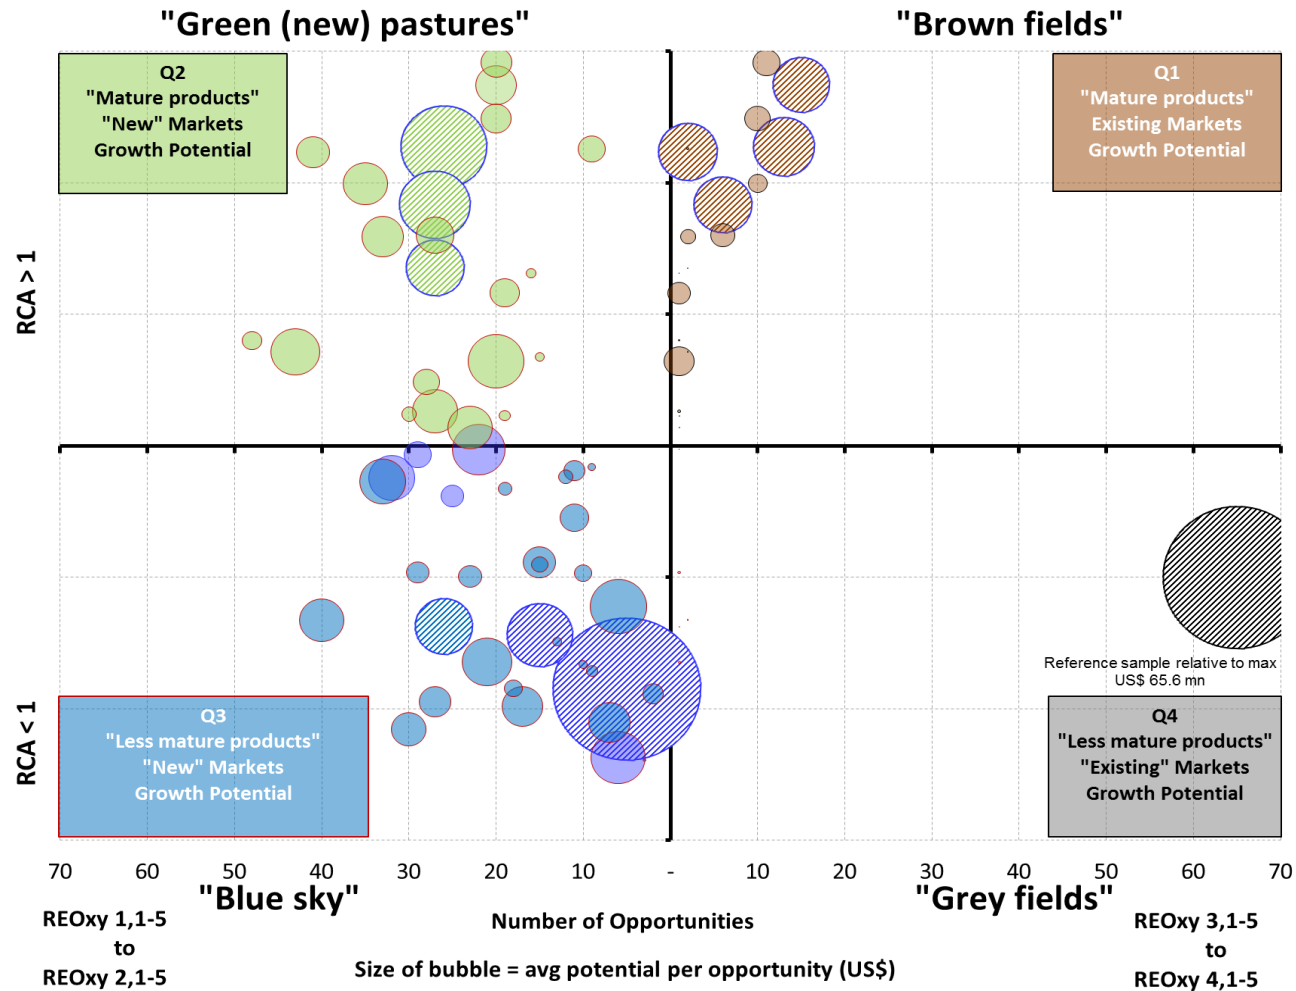 "Green (new) pastures"
"Brown fields"
Q2
"Mature products"
"New" Markets
Growth Potential
Q1
"Mature products"
Existing Markets
Growth Potential
RCA > 1
RCA < 1
Reference sample relative to max
US$ 65.6 mn
Q3
"Less mature products"
"New" Markets
Growth Potential
Q4
"Less mature products"
"Existing" Markets
Growth Potential
70 60 50 40 30 20 10 - 10 20 30 40 50 60 70
"Blue sky"
"Grey fields"
REOxy 1,1-5
to
REOxy 2,1-5
Number of Opportunities
REOxy 3,1-5
to
REOxy 4,1-5
Size of bubble = avg potential per opportunity (US$)